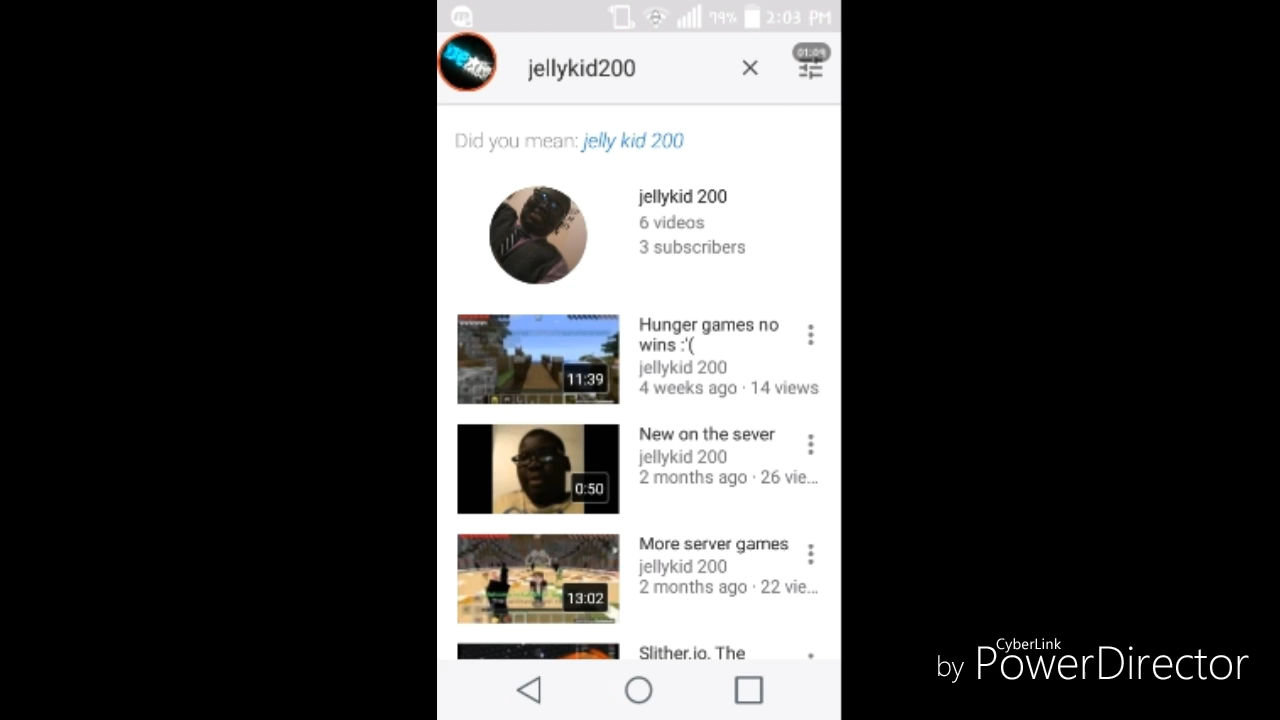 79% 2:03 PM
jellykid200
01:09
Did you mean: jelly kid 200
jellykid 200
6 videos
3 subscribers
Hunger games no
wins :'(
jellykid 200
4 weeks ago · 14 views
11:39
New on the sever
jellykid 200
2 months ago · 26 vie...
0:50
More server games
jellykid 200
2 months ago · 22 vie...
13:02
Slither.io. The
CyberLink
by PowerDirector